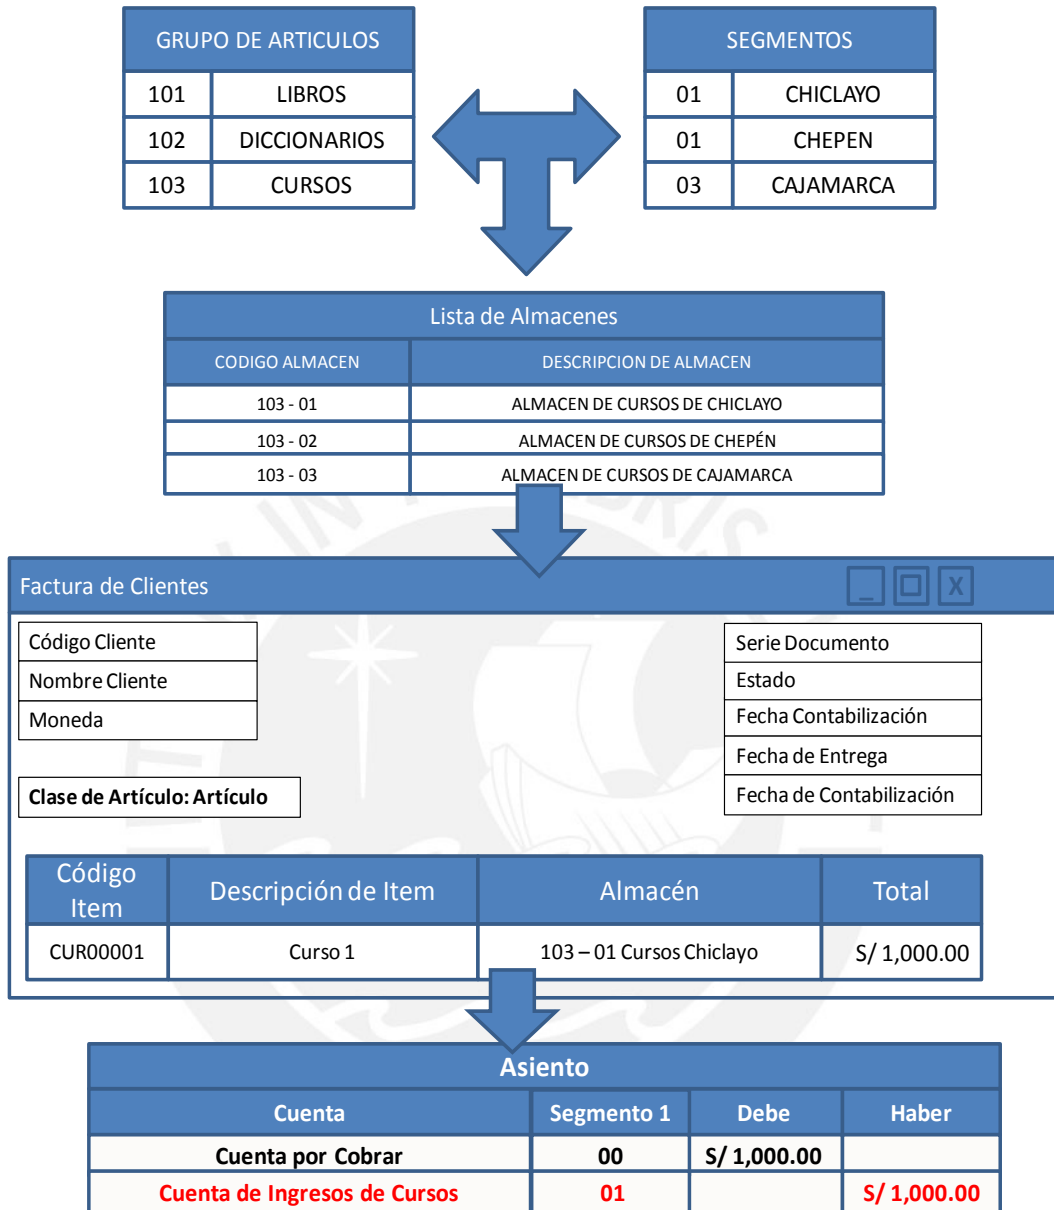 GRUPO DE ARTICULOS
101 LIBROS
102 DICCIONARIOS
103 CURSOS
SEGMENTOS
01 CHICLAYO
01 CHEPEN
03 CAJAMARCA
Lista de Almacenes
CODIGO ALMACEN DESCRIPCION DE ALMACEN
103 - 01 ALMACEN DE CURSOS DE CHICLAYO
103 - 02 ALMACEN DE CURSOS DE CHEPÉN
103 - 03 ALMACEN DE CURSOS DE CAJAMARCA
Factura de Clientes _ X
Código Cliente
Nombre Cliente
Moneda
Clase de Artículo: Artículo
Serie Documento
Estado
Fecha Contabilización
Fecha de Entrega
Fecha de Contabilización
Código
Item
Descripción de Item Almacén Total
CUR00001 Curso 1 103 – 01 Cursos Chiclayo S/ 1,000.00
Asiento
Cuenta Segmento 1 Debe Haber
Cuenta por Cobrar 00 S/ 1,000.00
Cuenta de Ingresos de Cursos 01 S/ 1,000.00